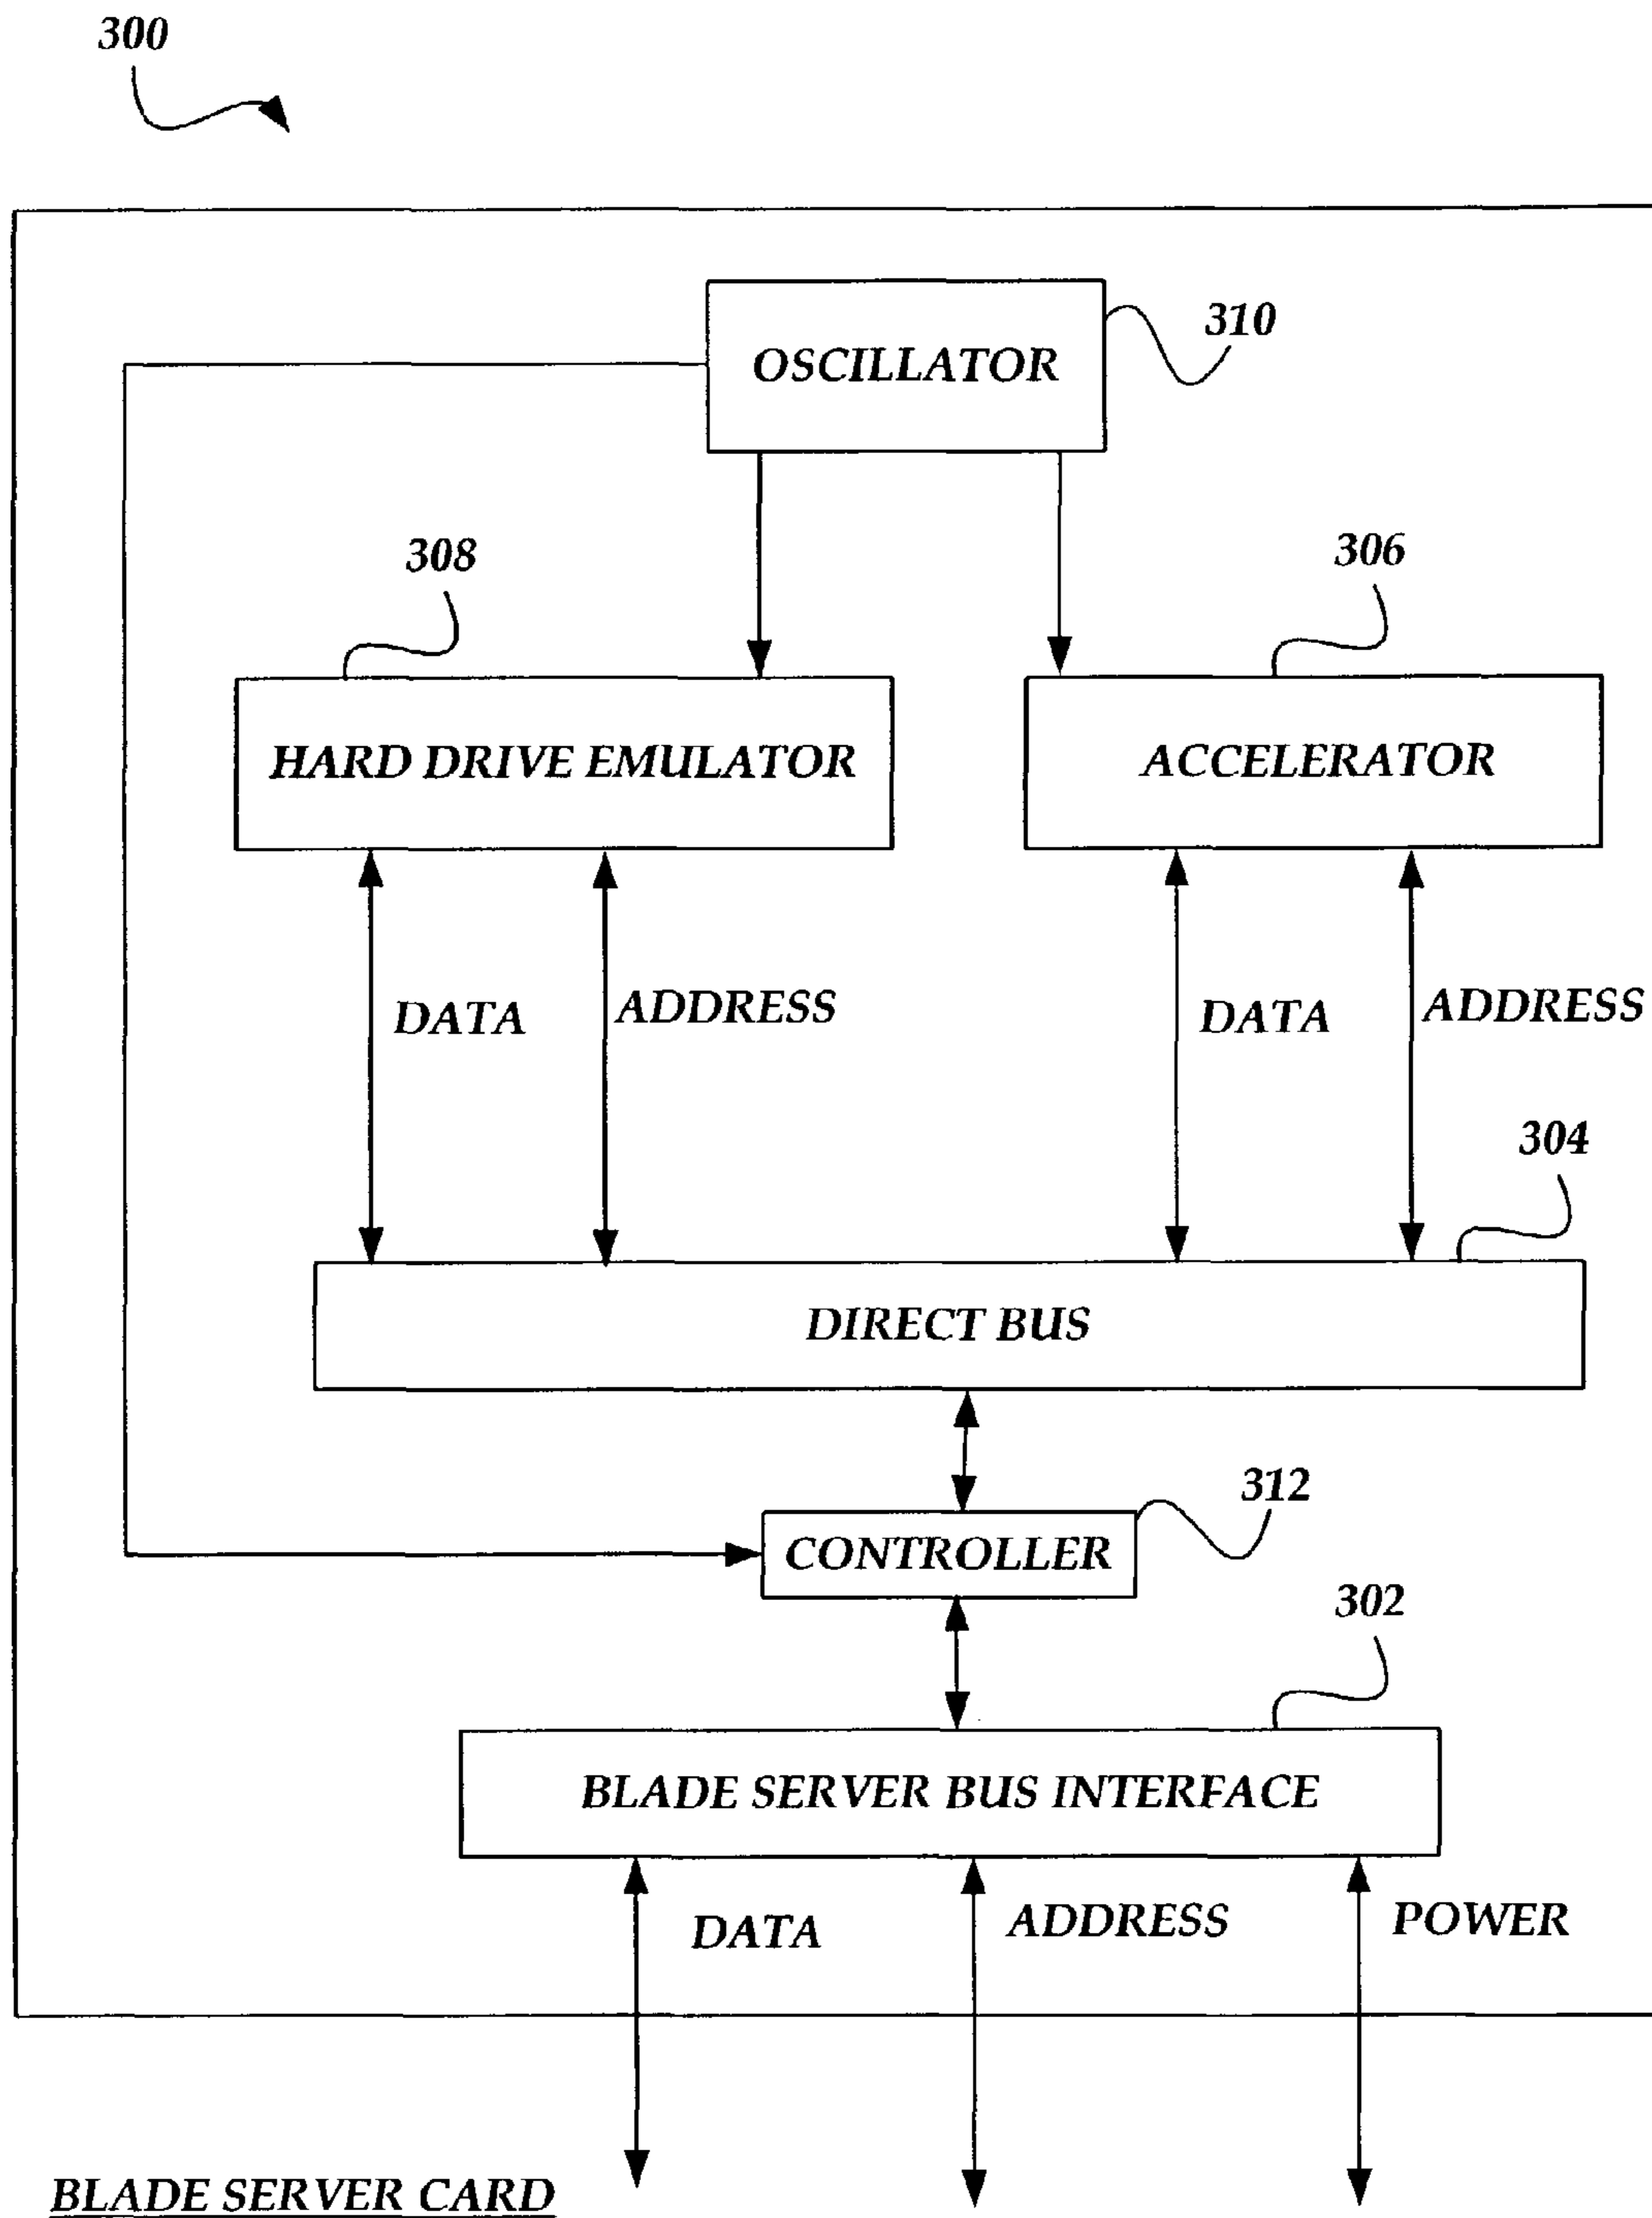 300
310
OSCILLATOR
308
306
HARD DRIVE EMULATOR
ACCELERATOR
DATA
ADDRESS
DATA
ADDRESS
304
DIRECT BUS
312
CONTROLLER
302
BLADE SERVER BUS INTERFACE
DATA
ADDRESS
POWER
BLADE SERVER CARD